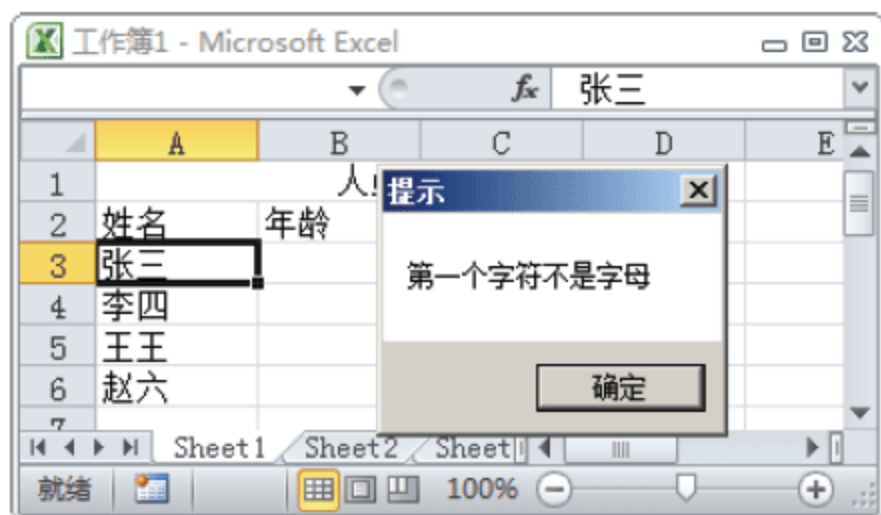 工作簿1 - Microsoft Excel
fx 张三
A B C D E
1 人
2 姓名 年龄
3 张三
4 李四
5 王王
6 赵六
7
提示
第一个字符不是字母
确定
Sheet1 Sheet2 Sheet
就绪 100%